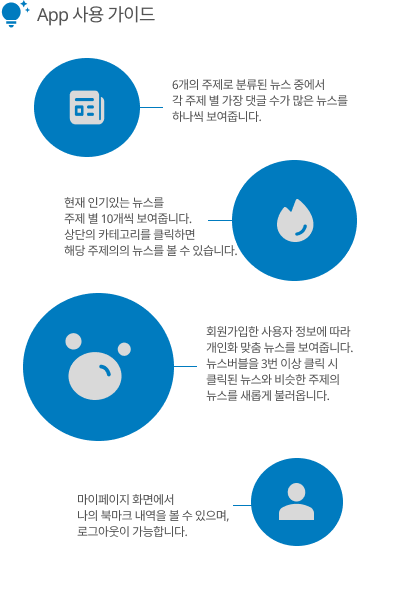 App 사용 가이드
6개의 주제로 분류된 뉴스 중에서
각 주제 별 가장 댓글 수가 많은 뉴스를
하나씩 보여줍니다.
현재 인기있는 뉴스를
주제 별 10개씩 보여줍니다.
상단의 카테고리를 클릭하면
해당 주제의의 뉴스를 볼 수 있습니다.
회원가입한 사용자 정보에 따라
개인화 맞춤 뉴스를 보여줍니다.
뉴스버블을 3번 이상 클릭 시
클릭된 뉴스와 비슷한 주제의
뉴스를 새롭게 불러옵니다.
마이페이지 화면에서
나의 북마크 내역을 볼 수 있으며,
로그아웃이 가능합니다.